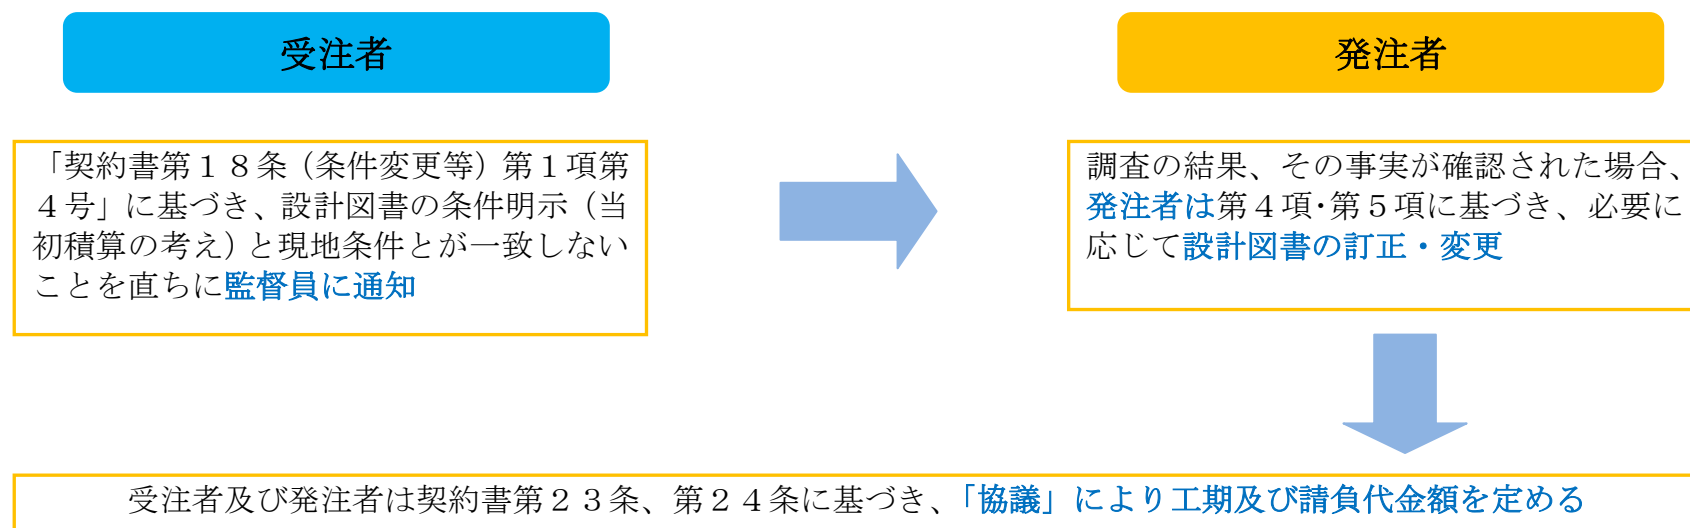 受注者
発注者
「契約書第１８条（条件変更等）第１項第
４号」に基づき、設計図書の条件明示（当
初積算の考え）と現地条件とが一致しない
ことを直ちに監督員に通知
調査の結果、その事実が確認された場合、
発注者は第４項･第５項に基づき、必要に
応じて設計図書の訂正・変更
受注者及び発注者は契約書第２３条、第２４条に基づき、「協議」により工期及び請負代金額を定める